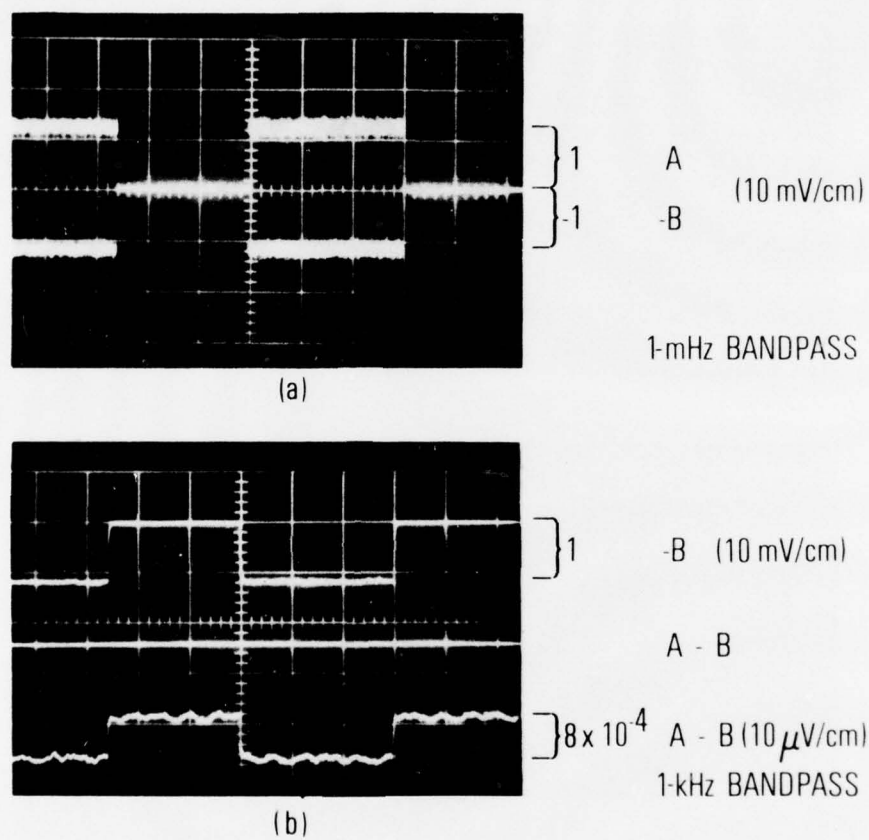 1 A
(10 mV/cm)
-1 -B
1-mHz BANDPASS
(a)
1 -B (10 mV/cm)
A - B
8 x 10⁻⁴ A - B (10 μV/cm)
1-kHz BANDPASS
(b)